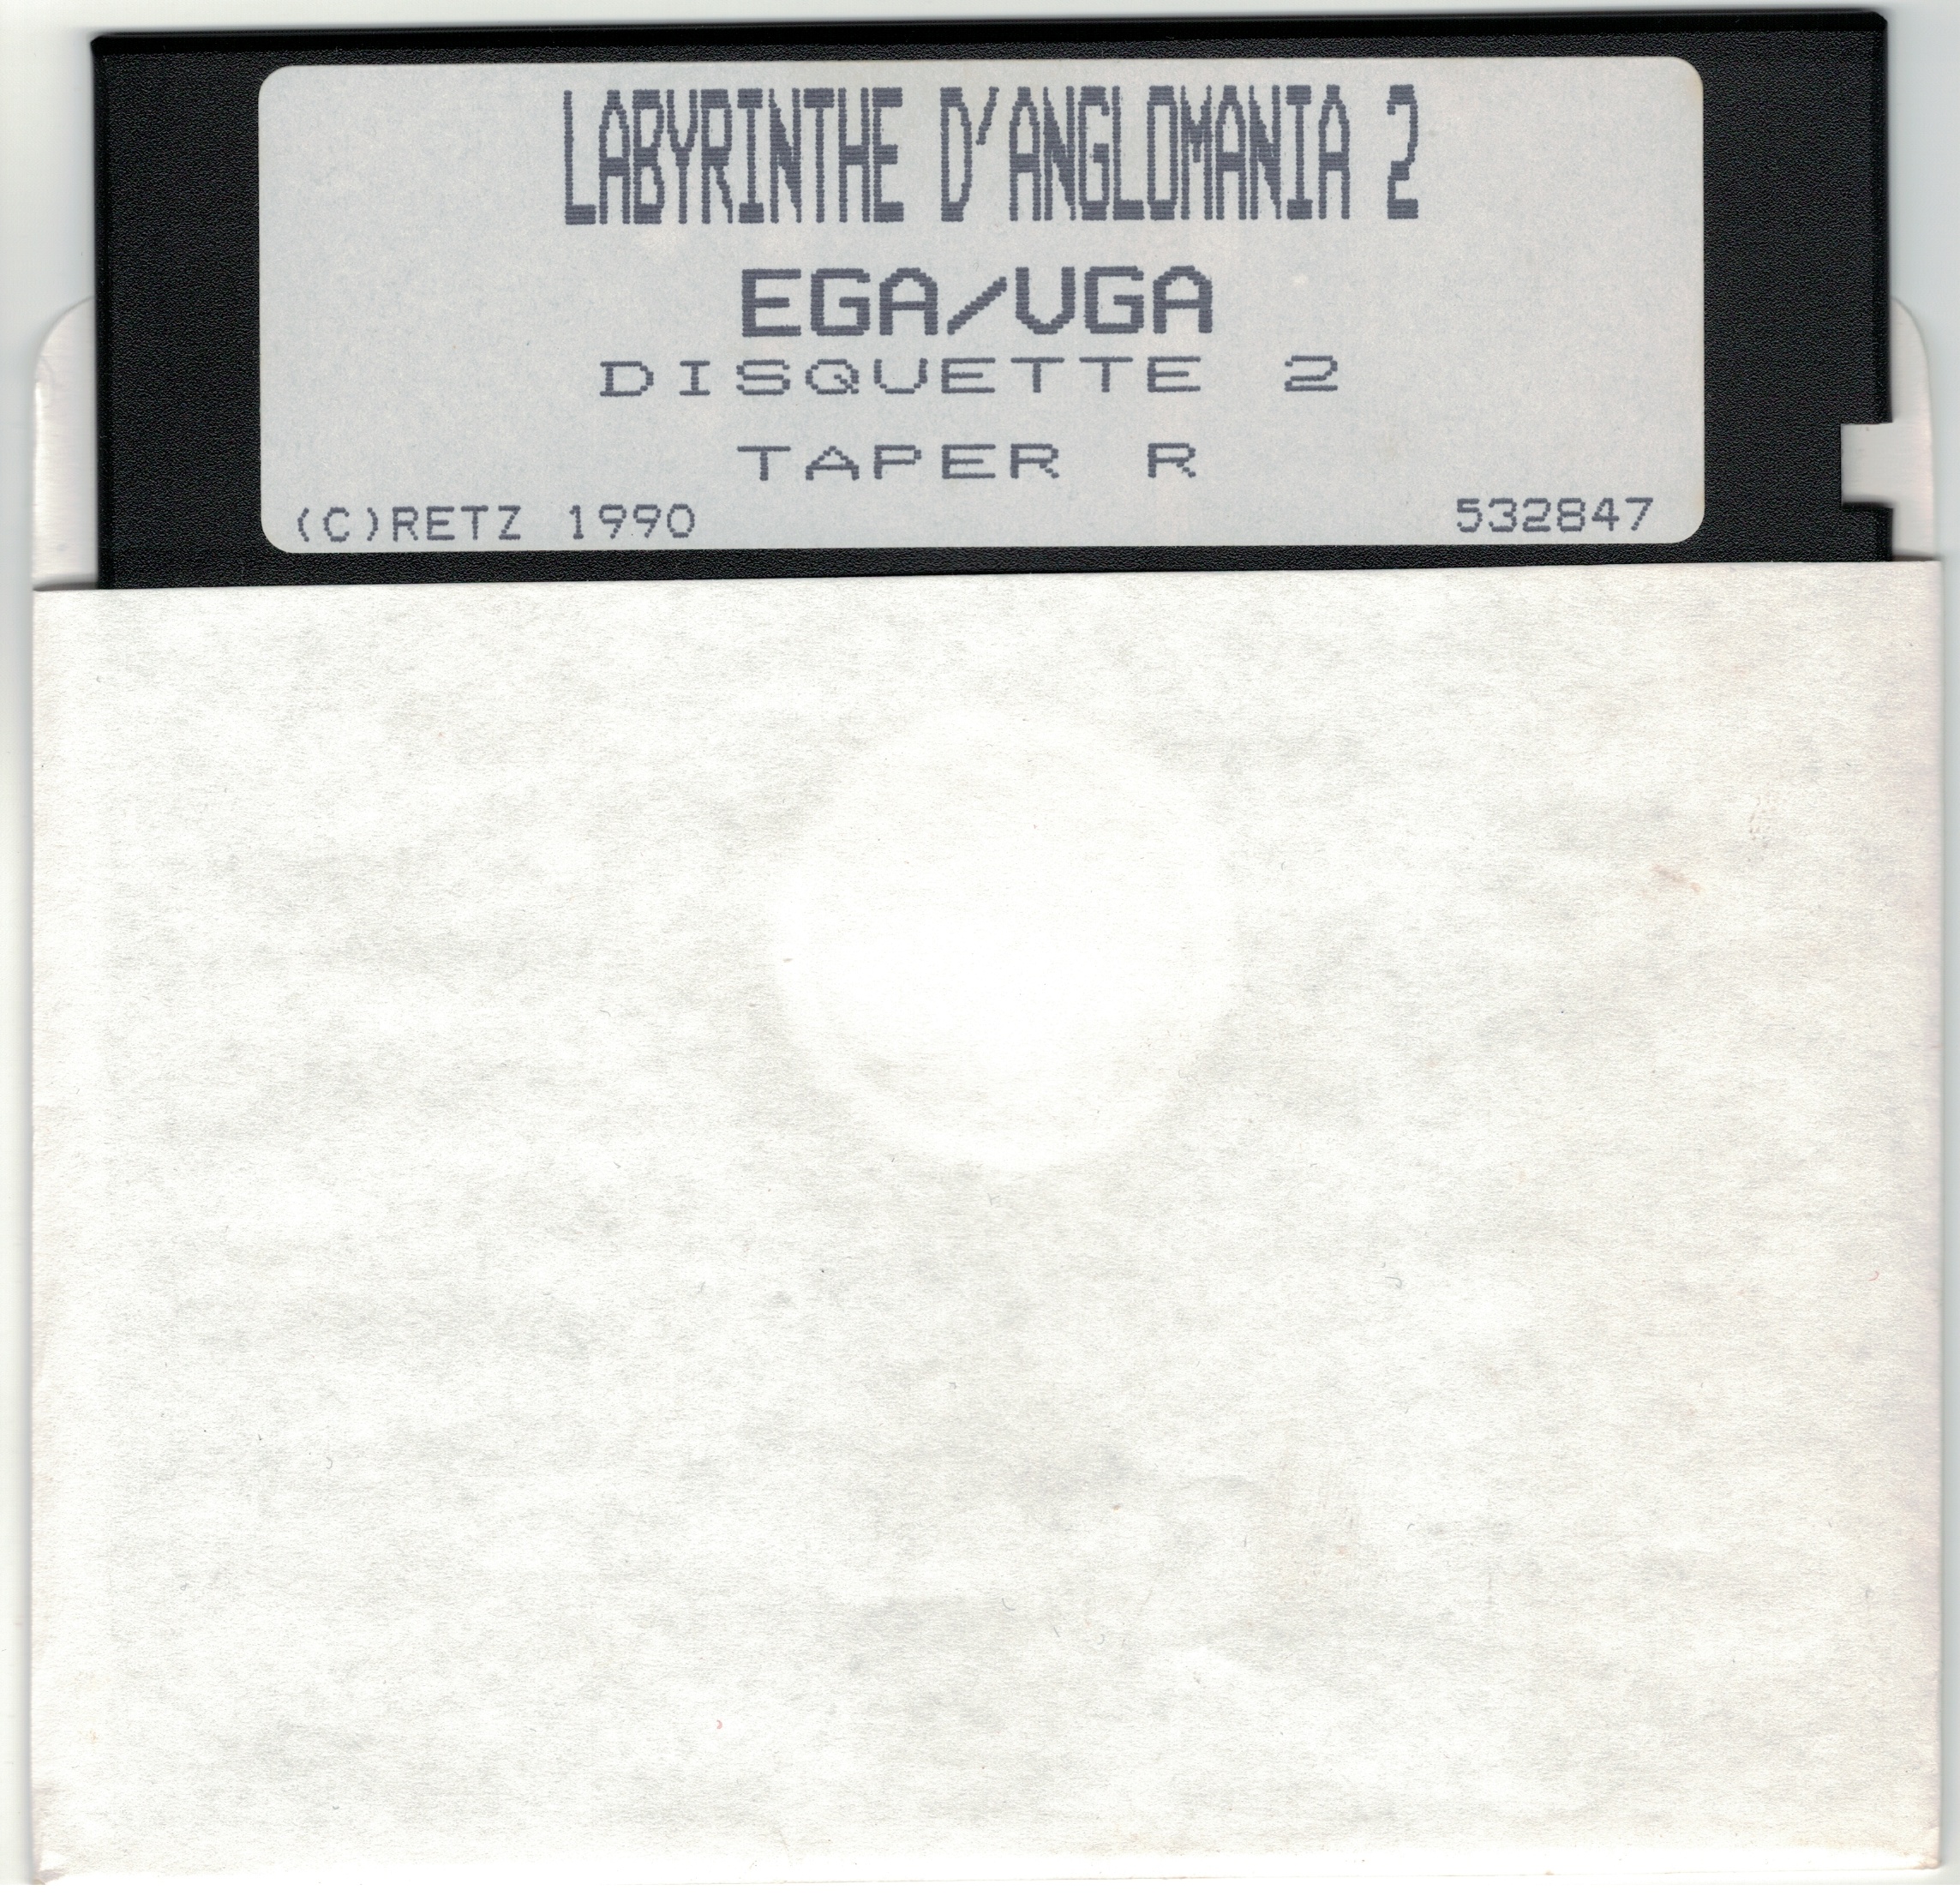 LABYRINTHE D'ANGLOMANIA 2
EGA/VGA
DISQUETTE 2
TAPER R
(C)RETZ 1990 532847